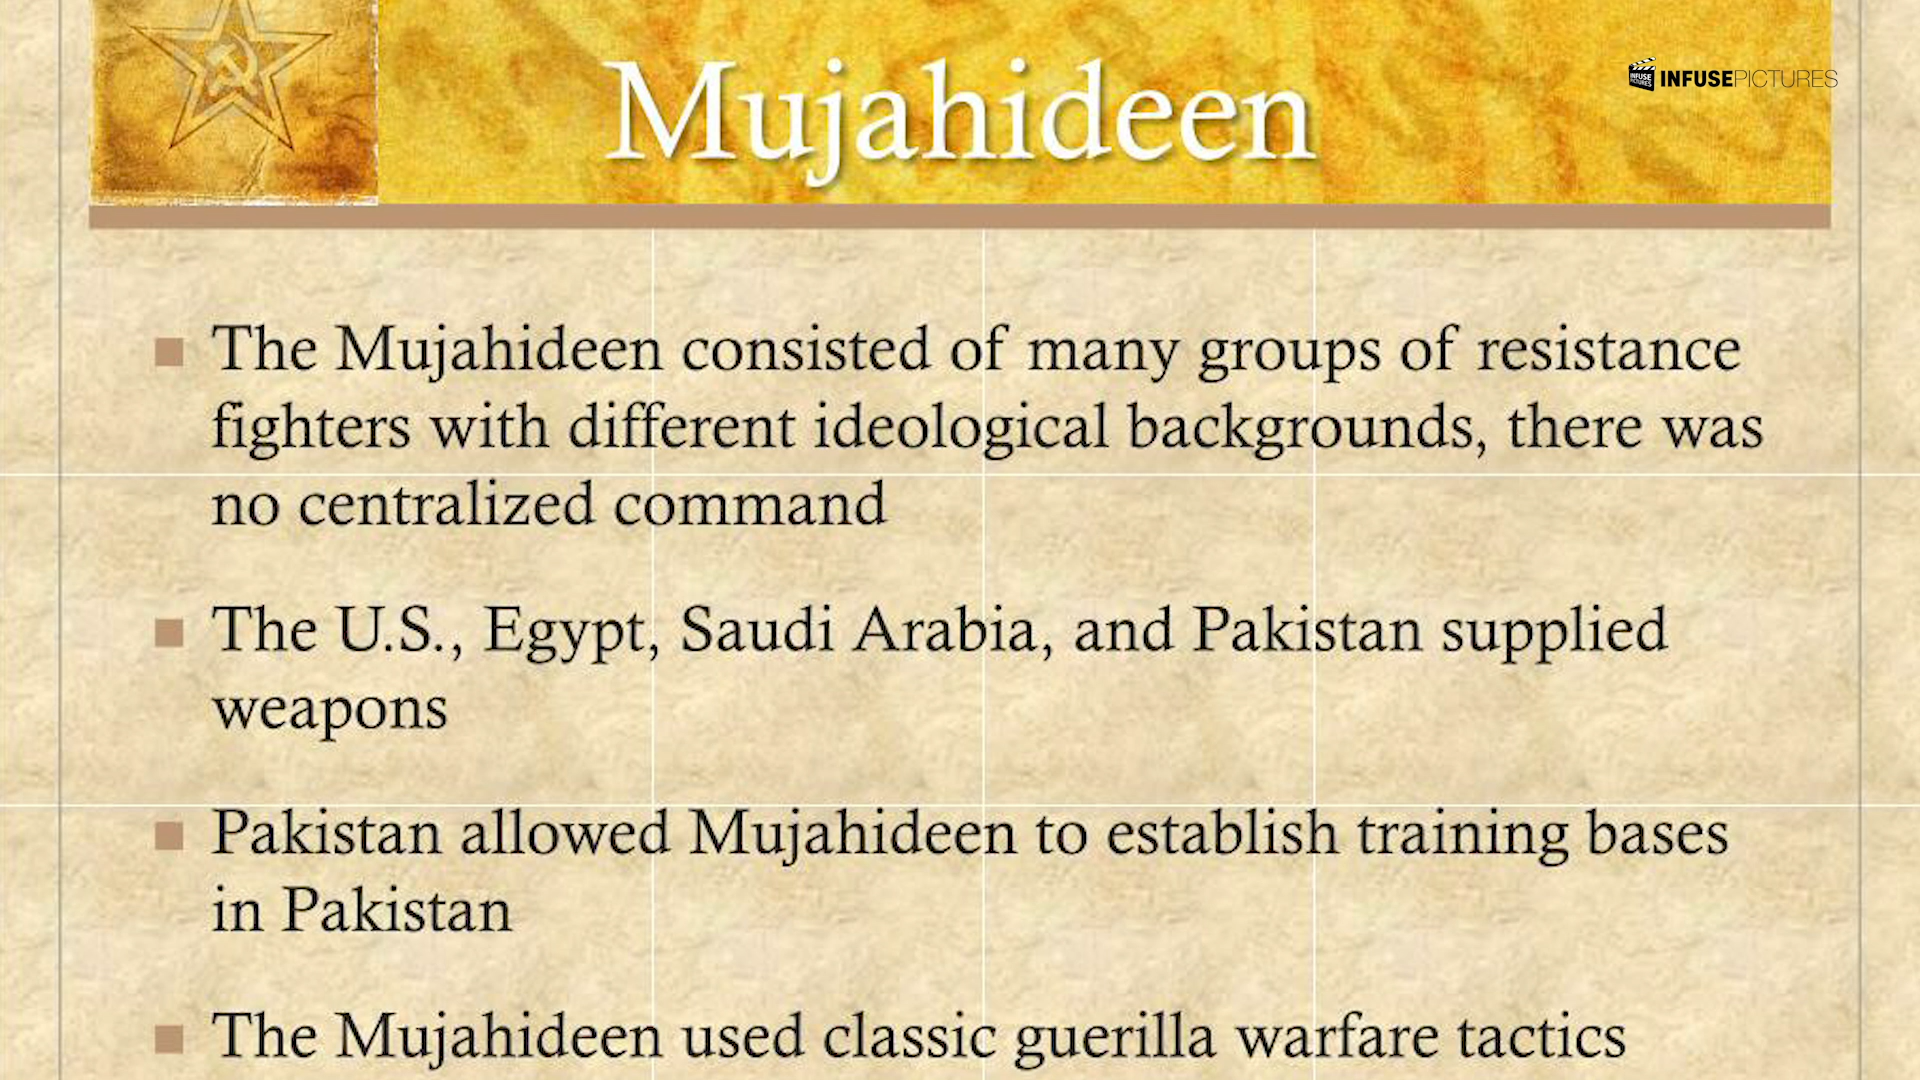 Mujahideen
INFUSEPICTURES
INFUSE
The Mujahideen consisted of many groups of resistance
fighters with different ideological backgrounds, there was
no centralized command
The U.S., Egypt, Saudi Arabia, and Pakistan supplied
weapons
Pakistan allowed Mujahideen to establish training bases
in Pakistan
The Mujahideen used classic guerilla warfare tactics